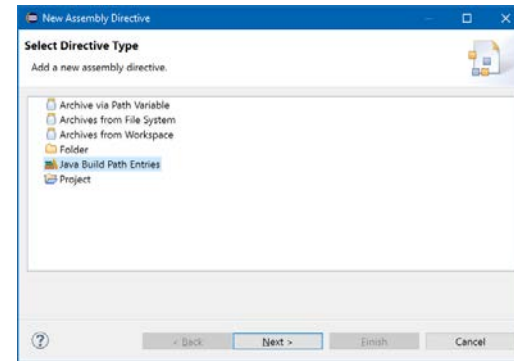 New Assembly Directive
Select Directive Type
Add a new assembly directive.
Archive via Path Variable
Archives from File System
Archives from Workspace
Folder
Java Build Path Entries
Project
< Back
Next >
Finish
Cancel